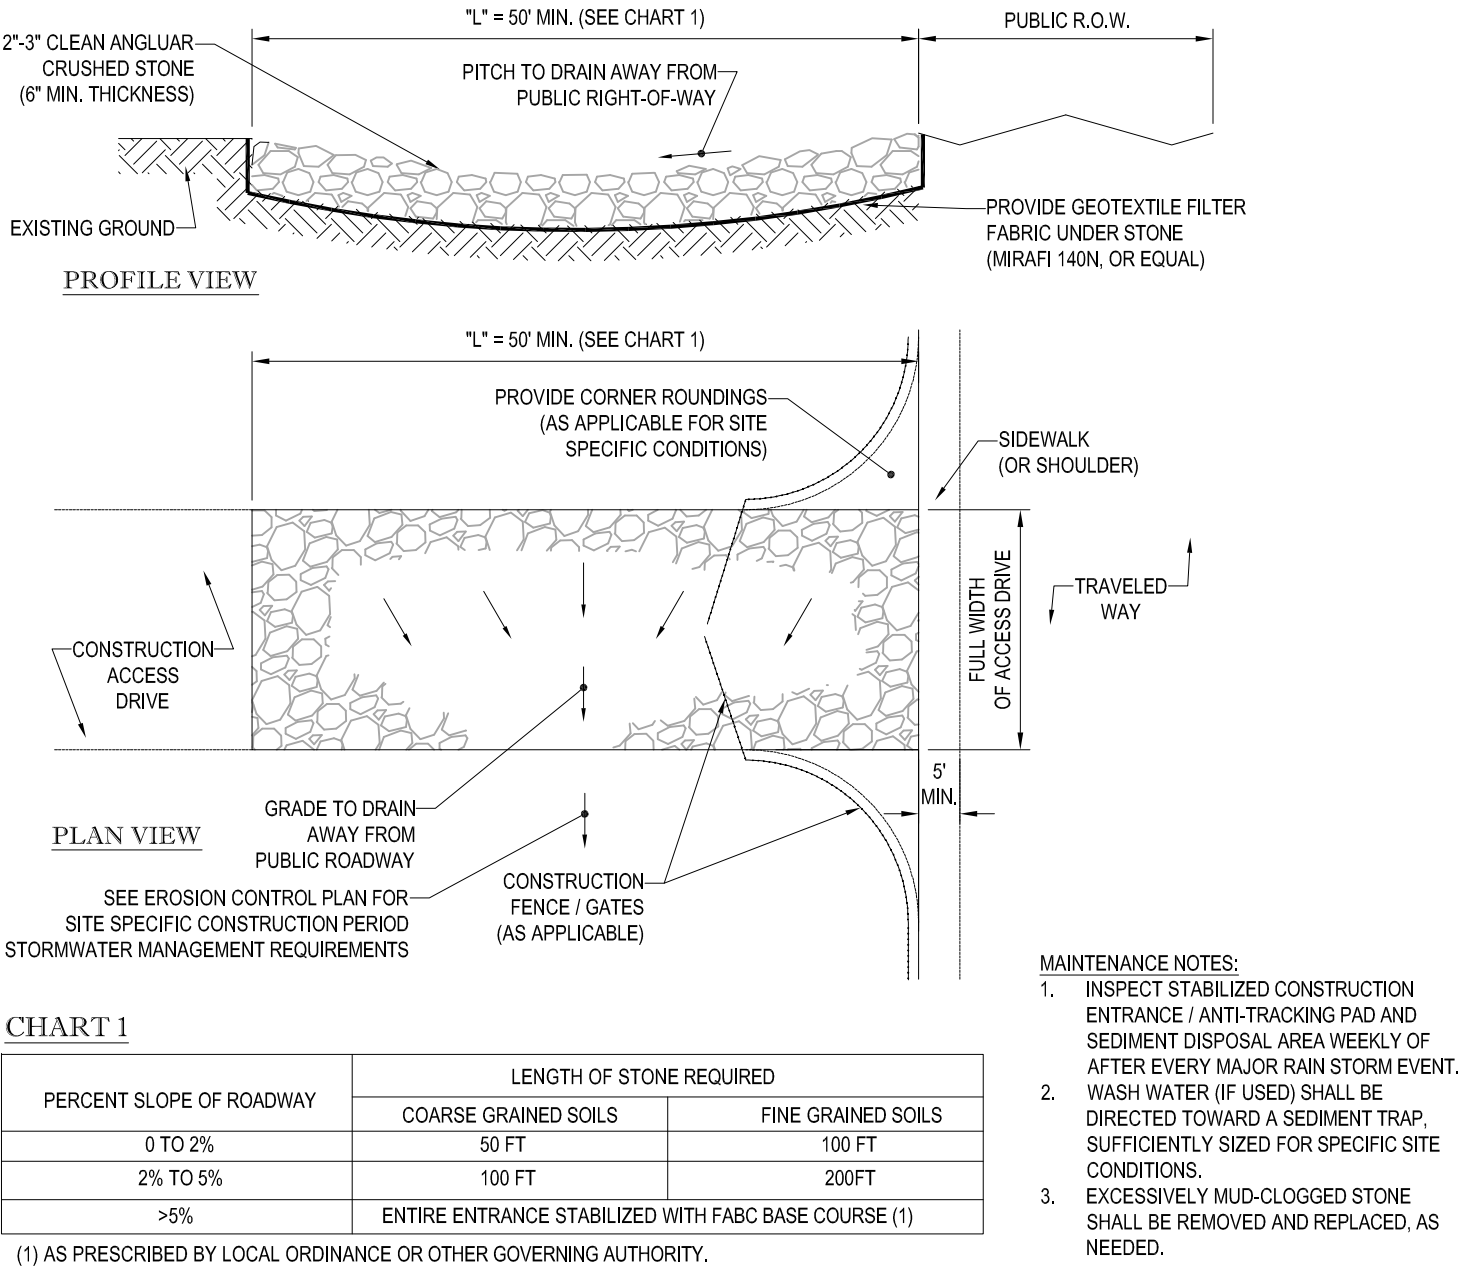 "L" = 50' MIN. (SEE CHART 1)
PUBLIC R.O.W.
2"-3" CLEAN ANGLUAR
CRUSHED STONE
(6" MIN. THICKNESS)
PITCH TO DRAIN AWAY FROM
PUBLIC RIGHT-OF-WAY
EXISTING GROUND
PROVIDE GEOTEXTILE FILTER
FABRIC UNDER STONE
(MIRAFI 140N, OR EQUAL)
PROFILE VIEW
"L" = 50' MIN. (SEE CHART 1)
PROVIDE CORNER ROUNDINGS
(AS APPLICABLE FOR SITE
SPECIFIC CONDITIONS)
SIDEWALK
(OR SHOULDER)
FULL WIDTH
OF ACCESS DRIVE
TRAVELED
WAY
CONSTRUCTION
ACCESS
DRIVE
5'
MIN.
GRADE TO DRAIN
AWAY FROM
PUBLIC ROADWAY
PLAN VIEW
SEE EROSION CONTROL PLAN FOR
SITE SPECIFIC CONSTRUCTION PERIOD
STORMWATER MANAGEMENT REQUIREMENTS
CONSTRUCTION
FENCE / GATES
(AS APPLICABLE)
MAINTENANCE NOTES:
1. INSPECT STABILIZED CONSTRUCTION
ENTRANCE / ANTI-TRACKING PAD AND
SEDIMENT DISPOSAL AREA WEEKLY OF
AFTER EVERY MAJOR RAIN STORM EVENT.
2. WASH WATER (IF USED) SHALL BE
DIRECTED TOWARD A SEDIMENT TRAP,
SUFFICIENTLY SIZED FOR SPECIFIC SITE
CONDITIONS.
3. EXCESSIVELY MUD-CLOGGED STONE
SHALL BE REMOVED AND REPLACED, AS
NEEDED.
CHART 1
PERCENT SLOPE OF ROADWAY
LENGTH OF STONE REQUIRED
COARSE GRAINED SOILS FINE GRAINED SOILS
0 TO 2% 50 FT 100 FT
2% TO 5% 100 FT 200FT
>5% ENTIRE ENTRANCE STABILIZED WITH FABC BASE COURSE (1)
(1) AS PRESCRIBED BY LOCAL ORDINANCE OR OTHER GOVERNING AUTHORITY.